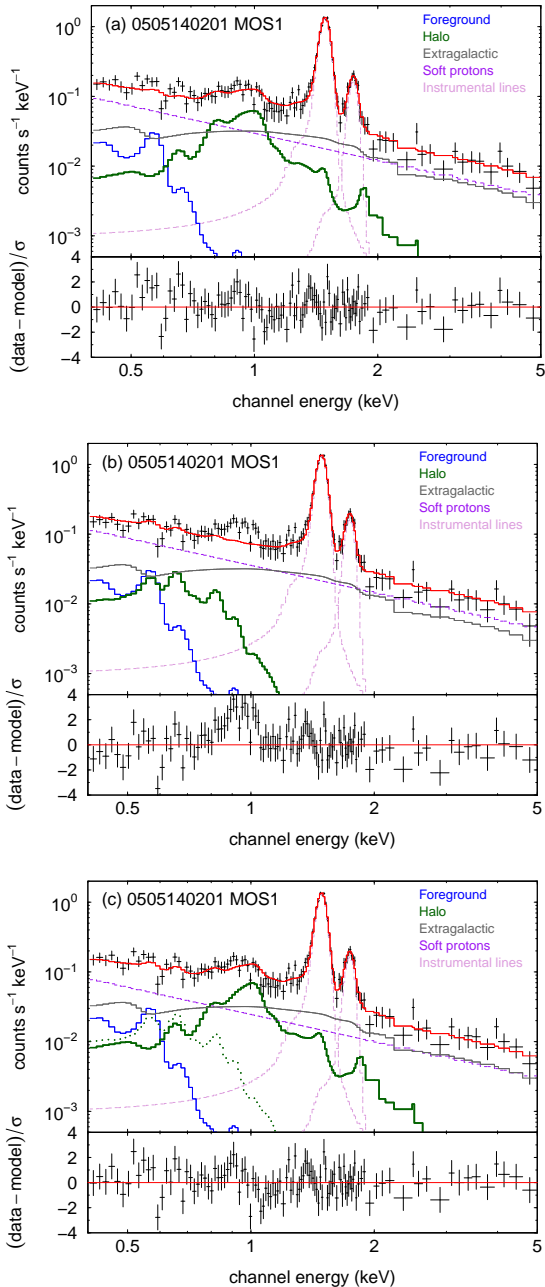 (a) 0505140201 MOS1
Foreground
Halo
Extragalactic
Soft protons
Instrumental lines
10⁰
10⁻¹
10⁻²
10⁻³
counts s⁻¹ keV⁻¹
4
2
0
−2
−4
(data−model)/σ
0.5 1 2 5
channel energy (keV)
(b) 0505140201 MOS1
Foreground
Halo
Extragalactic
Soft protons
Instrumental lines
10⁰
10⁻¹
10⁻²
10⁻³
counts s⁻¹ keV⁻¹
4
2
0
−2
−4
(data−model)/σ
0.5 1 2 5
channel energy (keV)
(c) 0505140201 MOS1
Foreground
Halo
Extragalactic
Soft protons
Instrumental lines
10⁰
10⁻¹
10⁻²
10⁻³
counts s⁻¹ keV⁻¹
4
2
0
−2
−4
(data−model)/σ
0.5 1 2 5
channel energy (keV)